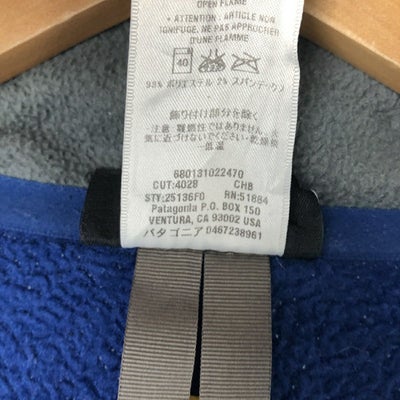 OPEN FLAME
• ATTENTION: ARTICLE NON
TONIFUGE, NE PAS APPROCHER
D'UNE FLAMME
40
98% ポリエステル 2% スパンデックス
飾り付け部分を除く
注意: 難燃性ではありません。火
気に近づけないでください・乾燥機
一低温
680131022470
CUT:4028 CHB
STY:25136F0 RN:51884
Patagonia P.O. BOX 150
VENTURA, CA 93002 USA
パタゴニア 0467238961